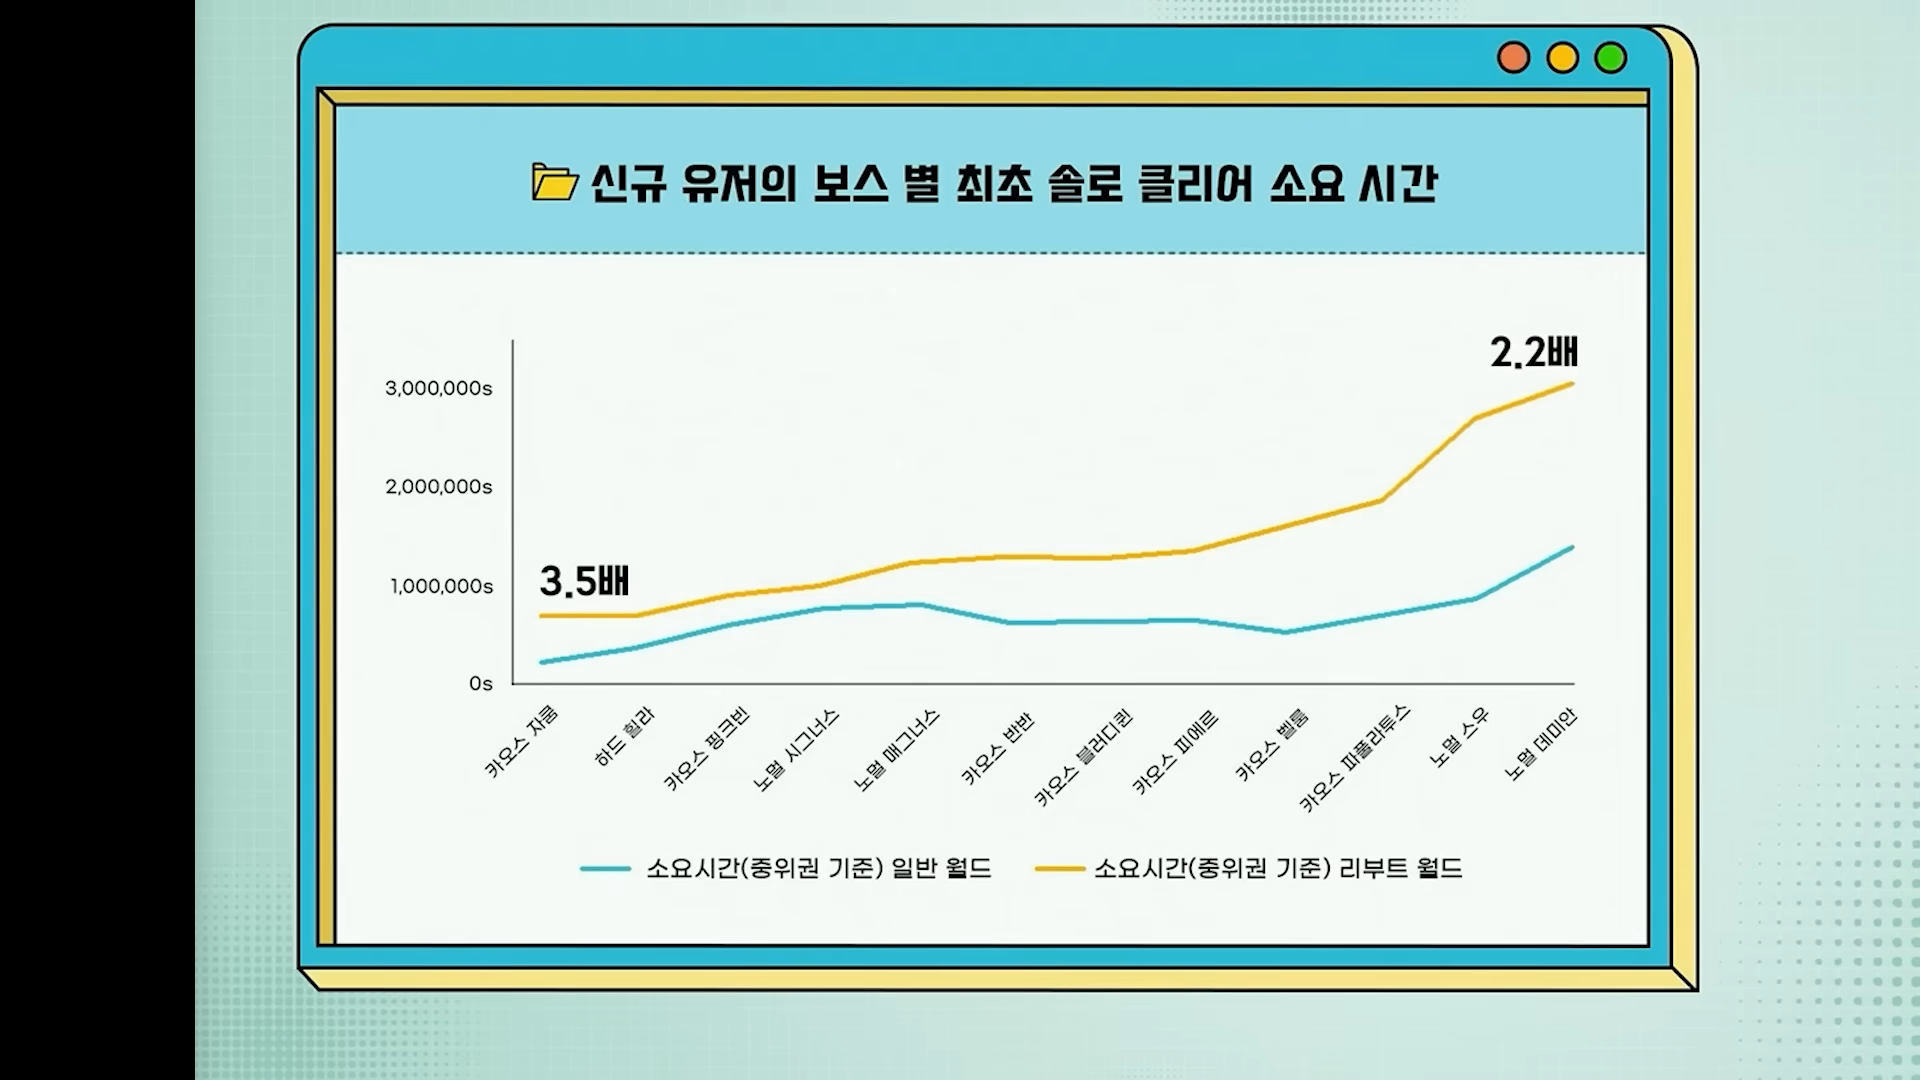 신규 유저의 보스 별 최초 솔로 클리어 소요 시간
2.2배
3,000,000s
2,000,000s
3.5배
1,000,000s
0s
카오스 자쿰
하드 힐라
카오스 핑크빈
노멀 시그너스
노멀 매그너스
카오스 반반
카오스 블러디퀸
카오스 피에르
카오스 벨룸
카오스 파풀라투스
노멀 스우
노멀 데미안
소요시간(중위권 기준) 일반 월드
소요시간(중위권 기준) 리부트 월드